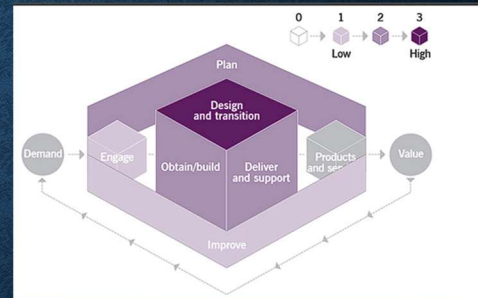 0 1 2 3
Low High
Plan
Design
and transition
Demand
Engage
Obtain/build
Deliver
and support
Products
and
Value
Improve